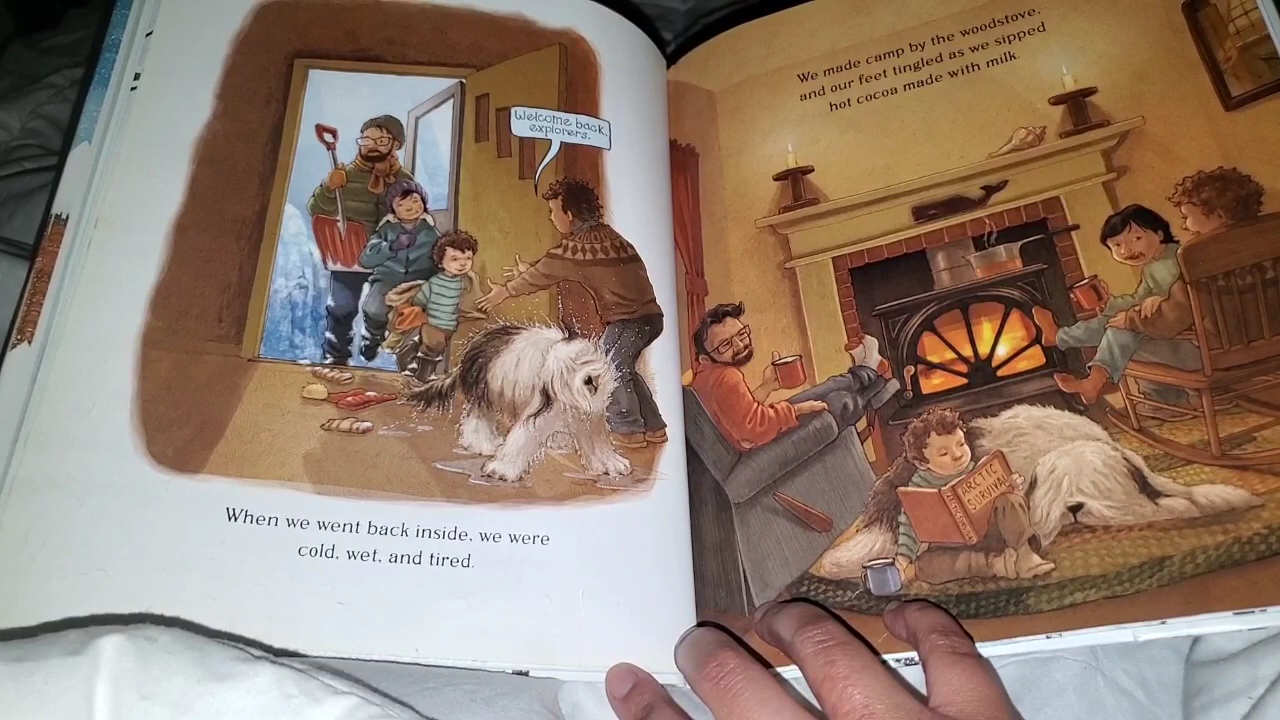 Welcome back,
explorers.
When we went back inside, we were
cold, wet, and tired.
We made camp by the woodstove,
and our feet tingled as we sipped
hot cocoa made with milk.
ARCTIC
SURVIVAL